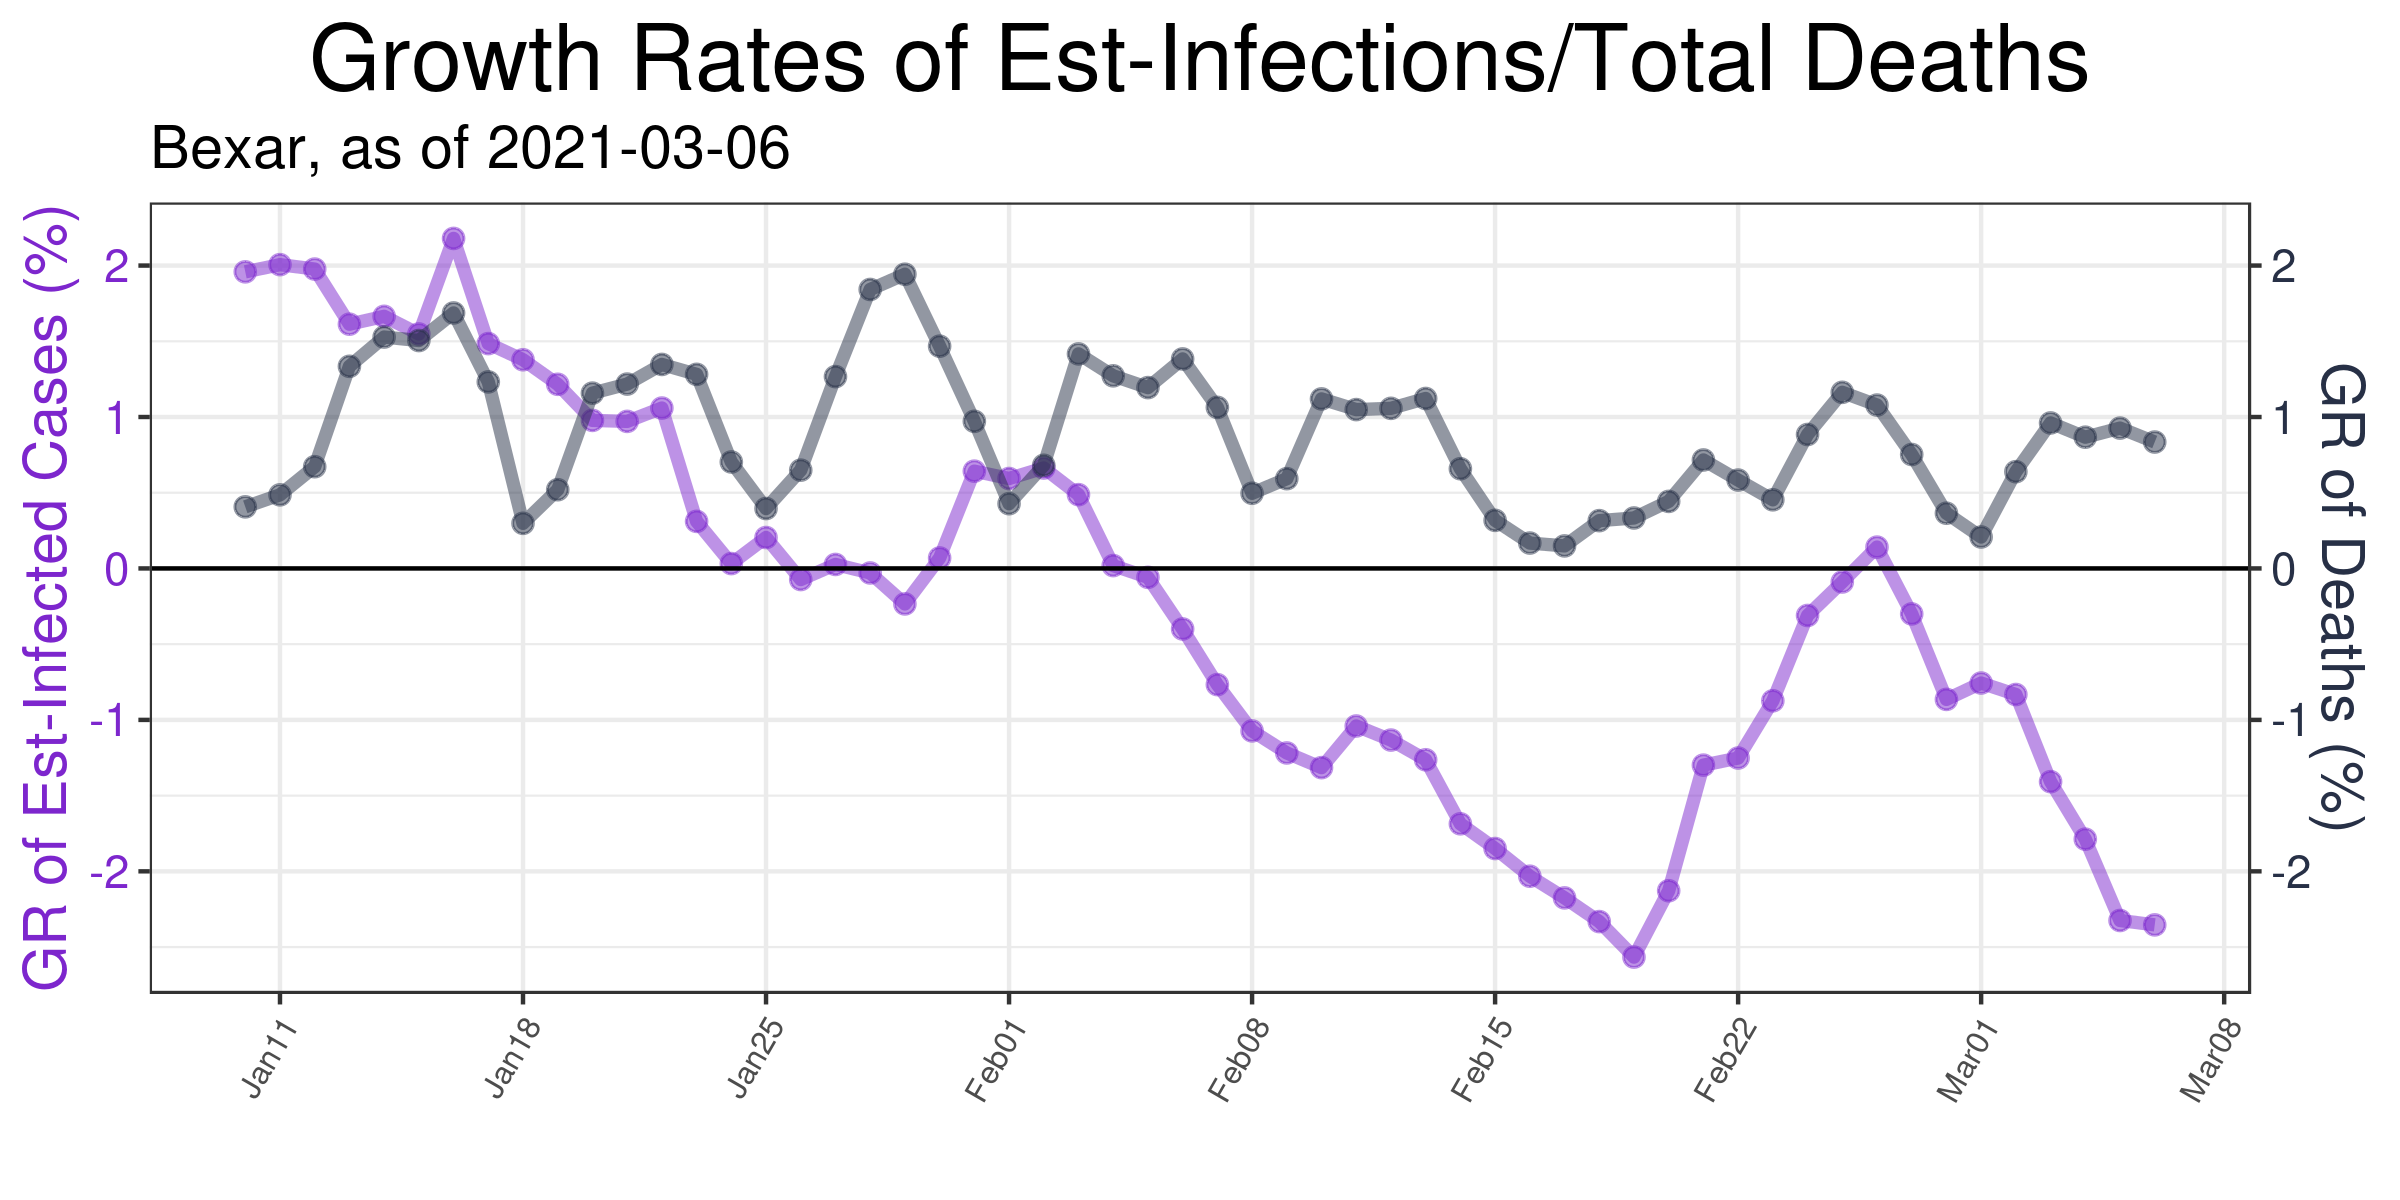 Growth Rates of Est-Infections/Total Deaths
Bexar, as of 2021-03-06
GR of Est-Infected Cases (%)
2
1
0
-1
-2
2
1
0
-1
-2
GR of Deaths (%)
Jan11
Jan18
Jan25
Feb01
Feb08
Feb15
Feb22
Mar01
Mar08